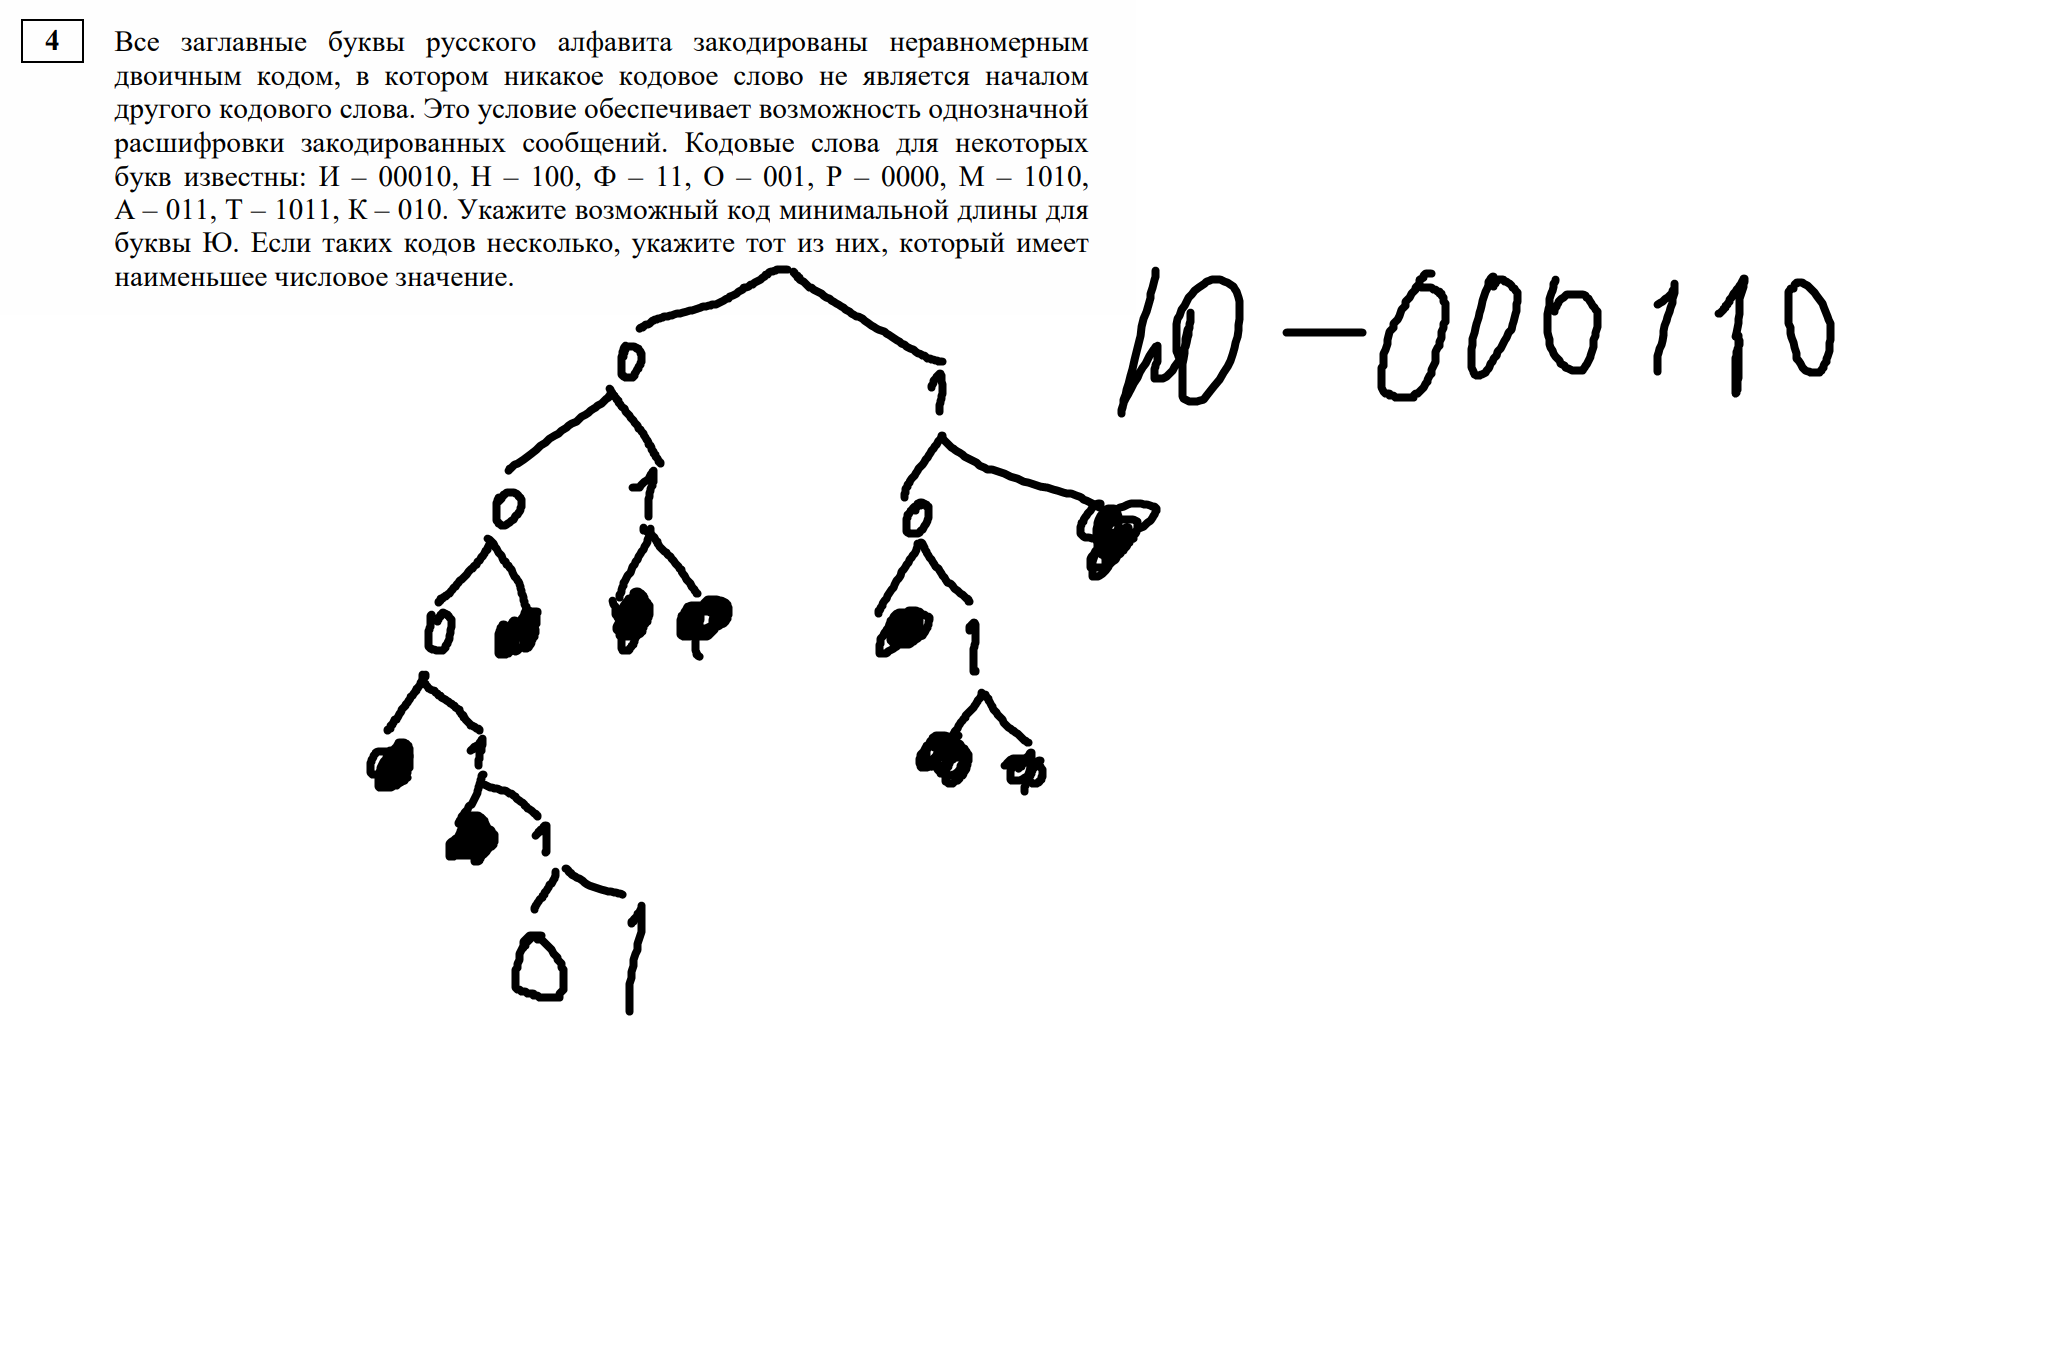 4
Все заглавные буквы русского алфавита закодированы неравномерным
двоичным кодом, в котором никакое кодовое слово не является началом
другого кодового слова. Это условие обеспечивает возможность однозначной
расшифровки закодированных сообщений. Кодовые слова для некоторых
букв известны: И – 00010, Н – 100, Ф – 11, О – 001, Р – 0000, М – 1010,
А – 011, Т – 1011, К – 010. Укажите возможный код минимальной длины для
буквы Ю. Если таких кодов несколько, укажите тот из них, который имеет
наименьшее числовое значение.
Ю – 000110
0 1
0 1 0
0 1
1
1
0 1